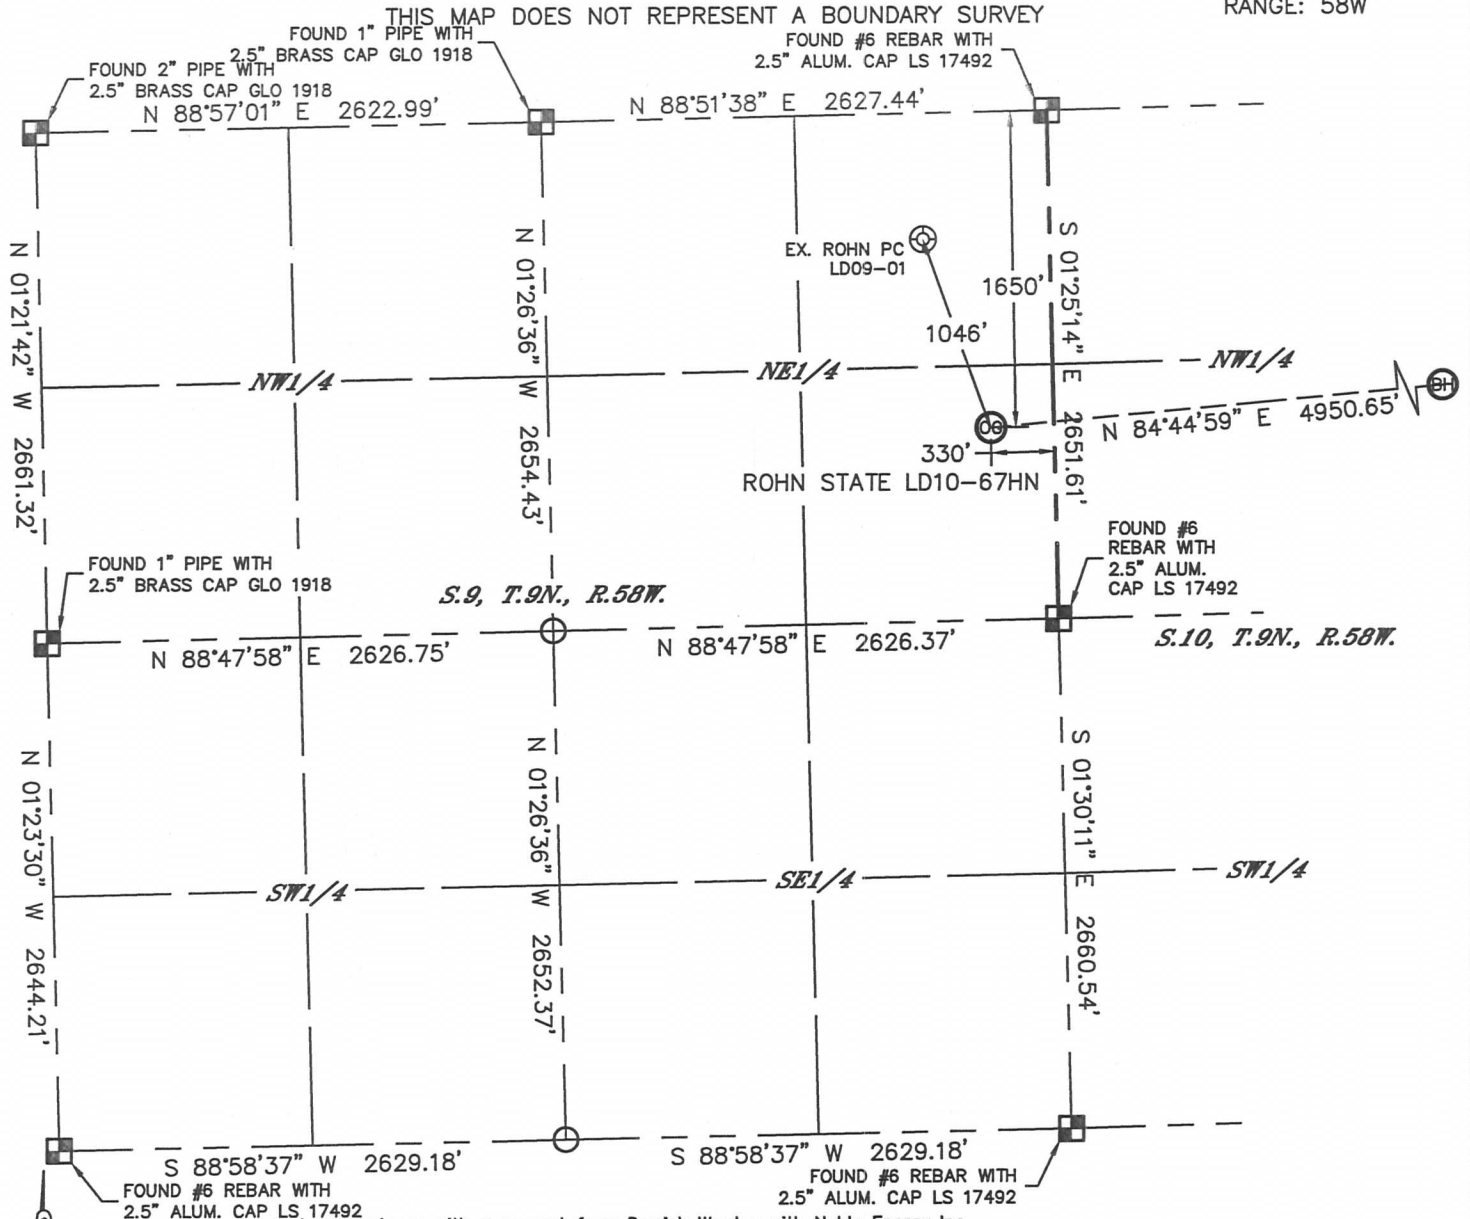 THIS MAP DOES NOT REPRESENT A BOUNDARY SURVEY
RANGE: 58W
FOUND 1" PIPE WITH
2.5" BRASS CAP GLO 1918
FOUND #6 REBAR WITH
2.5" ALUM. CAP LS 17492
FOUND 2" PIPE WITH
2.5" BRASS CAP GLO 1918
N 88°57'01" E 2622.99'
N 88°51'38" E 2627.44'
N 01°21'42" W 2661.32'
N 01°26'36" W 2654.43'
S 01°25'14" E 2651.61'
EX. ROHN PC
LD09-01
1650'
1046'
NW1/4
NE1/4
NW1/4
OG
BH
N 84°44'59" E 4950.65'
330'
ROHN STATE LD10-67HN
FOUND #6
REBAR WITH
2.5" ALUM.
CAP LS 17492
FOUND 1" PIPE WITH
2.5" BRASS CAP GLO 1918
S.9, T.9N., R.58W.
S.10, T.9N., R.58W.
N 88°47'58" E 2626.75'
N 88°47'58" E 2626.37'
N 01°23'30" W 2644.21'
N 01°26'36" W 2652.37'
S 01°30'11" E 2660.54'
SW1/4
SE1/4
SW1/4
S 88°58'37" W 2629.18'
S 88°58'37" W 2629.18'
FOUND #6 REBAR WITH
2.5" ALUM. CAP LS 17492
FOUND #6 REBAR WITH
2.5" ALUM. CAP LS 17492